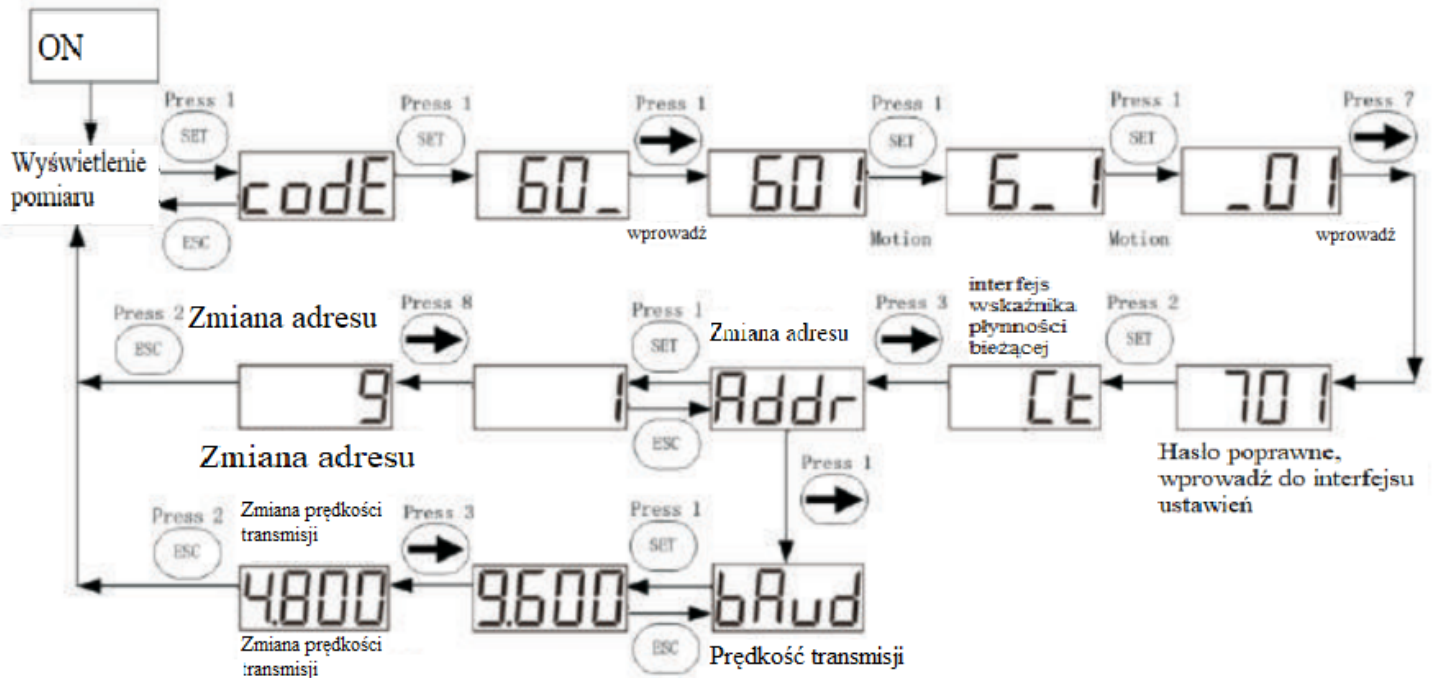 ON
Press 1
SET
Press 1
SET
Press 1
Press 1
SET
Press 1
SET
Press 7
Wyświetlenie
pomiaru
codE
60_
601
6_1
_01
ESC
wprowadź
Motion
Motion
wprowadź
Press 2
ESC
Zmiana adresu
Press 8
Press 1
SET
Zmiana adresu
Press 3
interfejs
wskaźnika
płynności
bieżącej
Press 2
SET
9
1
Addr
Ct
701
Zmiana adresu
ESC
Press 1
Hasło poprawne,
wprowadź do interfejsu
ustawień
Press 2
ESC
Zmiana prędkości
transmisji
Press 3
Press 1
SET
4.800
9.600
bAud
Zmiana prędkości
transmisji
ESC
Prędkość transmisji